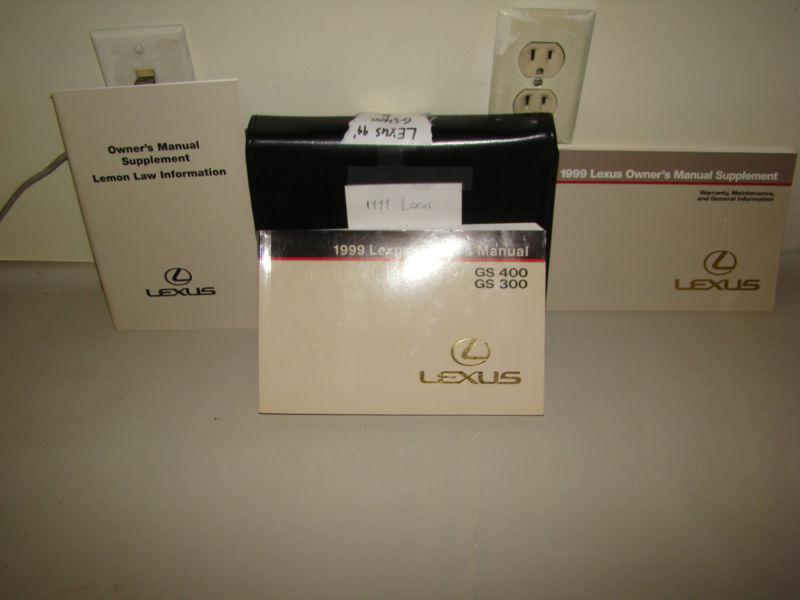 Owner's Manual
Supplement
Lemon Law Information
LEXUS
LEXUS 99'
GS400
1999 Lexus
1999 Lexus Manual
GS 400
GS 300
LEXUS
1999 Lexus Owner's Manual Supplement
Warranty, Maintenance,
and General Information
LEXUS